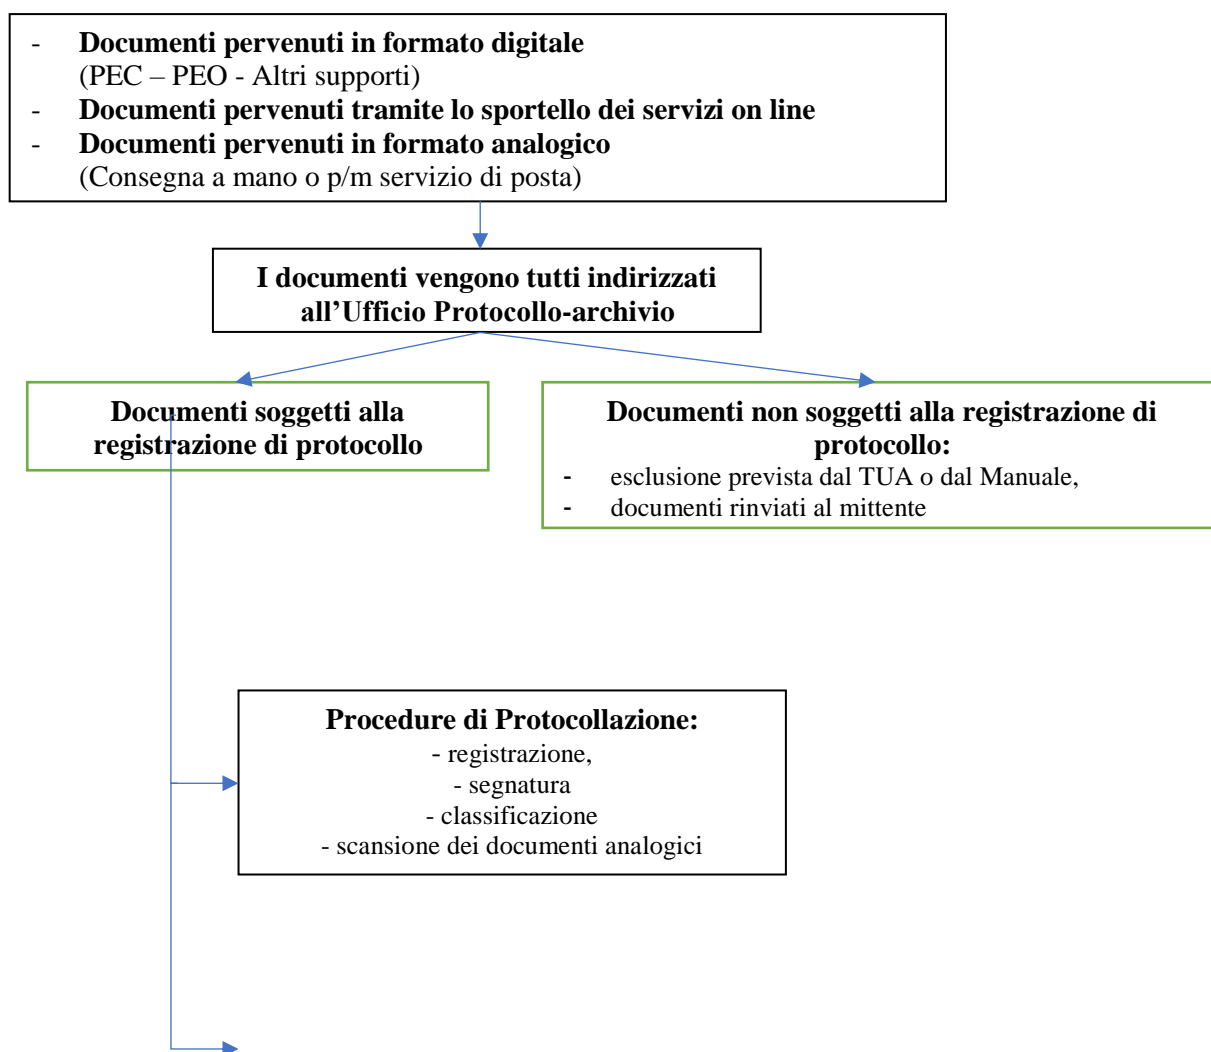 - Documenti pervenuti in formato digitale
(PEC – PEO - Altri supporti)
- Documenti pervenuti tramite lo sportello dei servizi on line
- Documenti pervenuti in formato analogico
(Consegna a mano o p/m servizio di posta)
I documenti vengono tutti indirizzati
all’Ufficio Protocollo-archivio
Documenti soggetti alla
registrazione di protocollo
Documenti non soggetti alla registrazione di
protocollo:
- esclusione prevista dal TUA o dal Manuale,
- documenti rinviati al mittente
Procedure di Protocollazione:
- registrazione,
- segnatura
- classificazione
- scansione dei documenti analogici